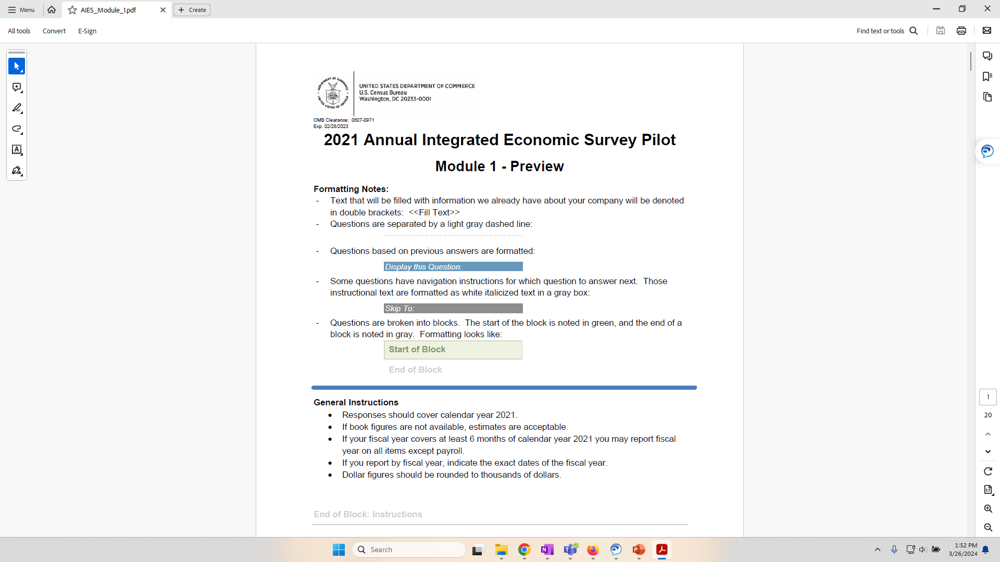 Menu
AIES_Module_1.pdf
Create
All tools
Convert
E-Sign
Find text or tools
DEPARTMENT OF COMMERCE
UNITED STATES OF AMERICA
UNITED STATES DEPARTMENT OF COMMERCE
U.S. Census Bureau
Washington, DC 20233-0001
OMB Clearance: 0607-0971
Exp. 02/28/2023
2021 Annual Integrated Economic Survey Pilot
Module 1 - Preview
Formatting Notes:
- Text that will be filled with information we already have about your company will be denoted
in double brackets: <<Fill Text>>
- Questions are separated by a light gray dashed line:
- Questions based on previous answers are formatted:
Display this Question:
- Some questions have navigation instructions for which question to answer next. Those
instructional text are formatted as white italicized text in a gray box:
Skip To:
- Questions are broken into blocks. The start of the block is noted in green, and the end of a
block is noted in gray. Formatting looks like:
Start of Block
End of Block
General Instructions
• Responses should cover calendar year 2021.
• If book figures are not available, estimates are acceptable.
• If your fiscal year covers at least 6 months of calendar year 2021 you may report fiscal
year on all items except payroll.
• If you report by fiscal year, indicate the exact dates of the fiscal year.
• Dollar figures should be rounded to thousands of dollars.
End of Block: Instructions
1
20
Search
1:52 PM
3/26/2024